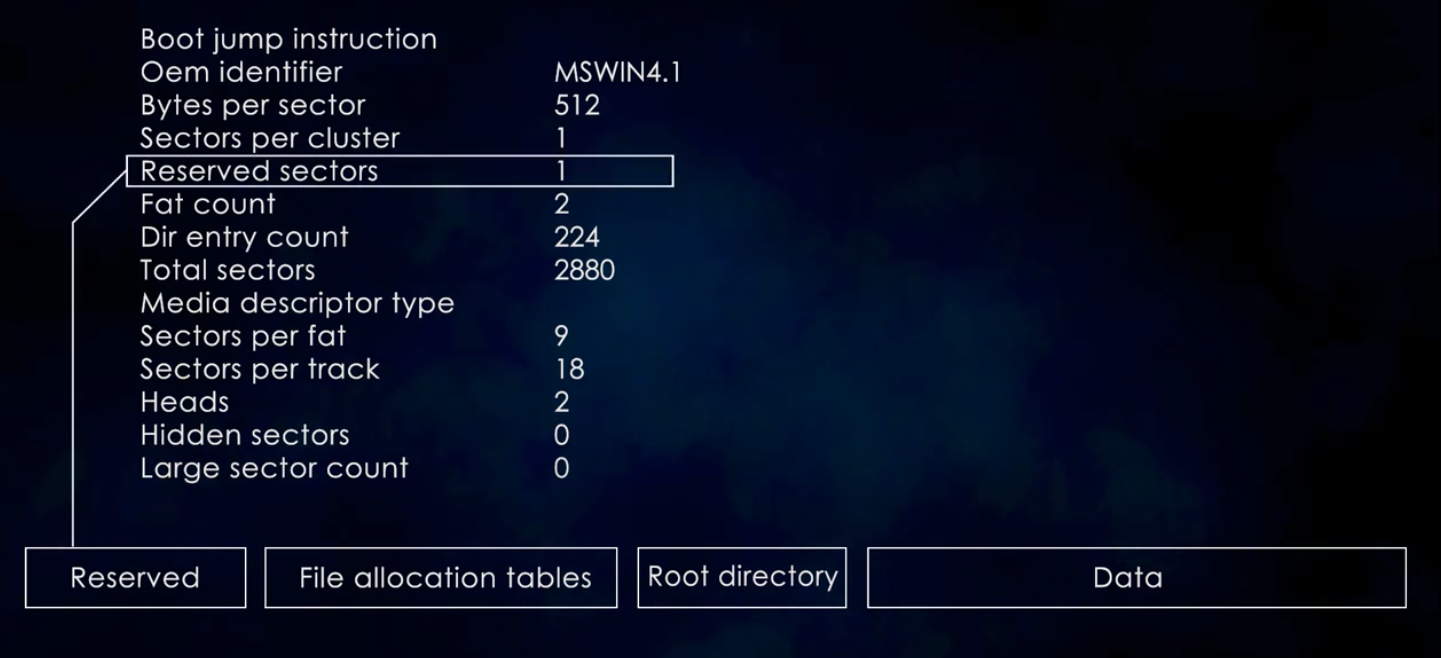 Boot jump instruction
Oem identifier MSWIN4.1
Bytes per sector 512
Sectors per cluster 1
Reserved sectors 1
Fat count 2
Dir entry count 224
Total sectors 2880
Media descriptor type
Sectors per fat 9
Sectors per track 18
Heads 2
Hidden sectors 0
Large sector count 0
Reserved File allocation tables Root directory Data